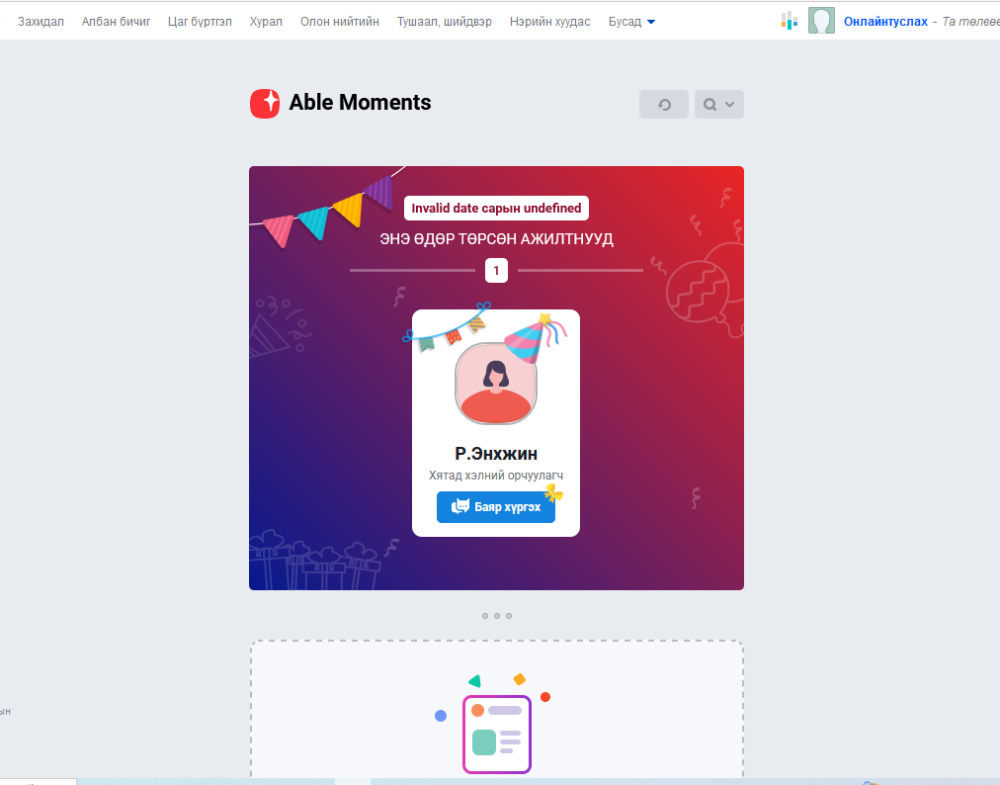 Захидал Албан бичиг Цаг бүртгэл Хурал Олон нийтийн Тушаал, шийдвэр Нэрийн хуудас Бусад Онлайнтуслах - Та төлөө
Able Moments
Invalid date сарын undefined
ЭНЭ ӨДӨР ТӨРСӨН АЖИЛТНУУД
1
Р.Энхжин
Хятад хэлний орчуулагч
Баяр хүргэх
ын